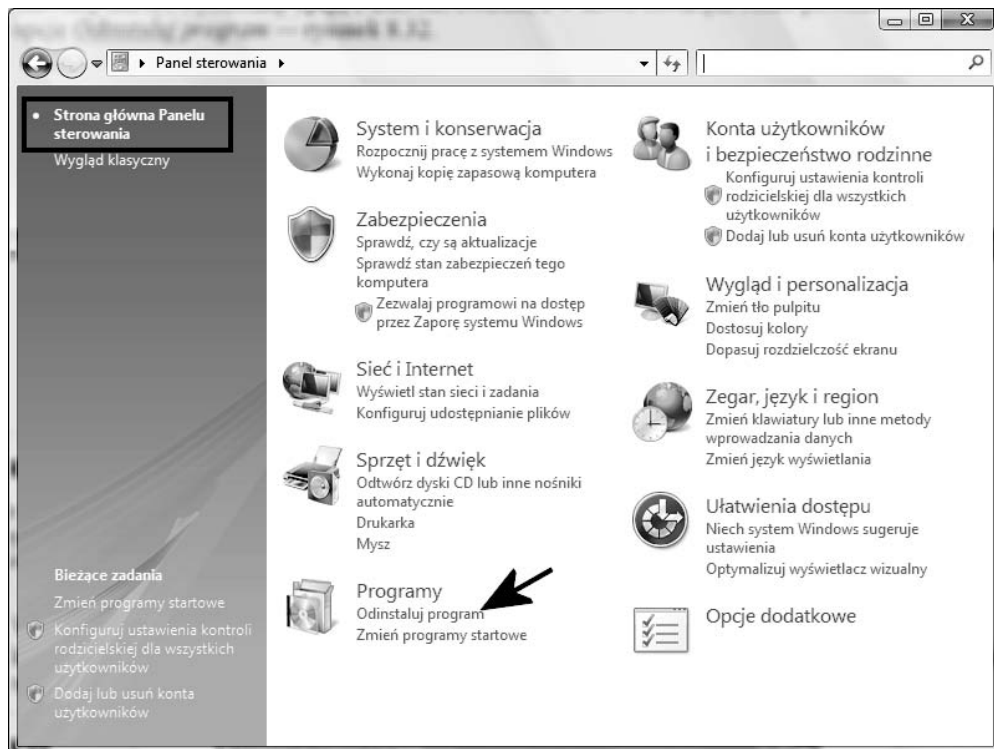 opcja Odinstaluj program — rysunek 8.32.
Panel sterowania
Strona główna Panelu
sterowania
Wygląd klasyczny
System i konserwacja
Rozpocznij pracę z systemem Windows
Wykonaj kopię zapasową komputera
Zabezpieczenia
Sprawdź, czy są aktualizacje
Sprawdź stan zabezpieczeń tego
komputera
Zezwalaj programowi na dostęp
przez Zaporę systemu Windows
Sieć i Internet
Wyświetl stan sieci i zadania
Konfiguruj udostępnianie plików
Sprzęt i dźwięk
Odtwórz dyski CD lub inne nośniki
automatycznie
Drukarka
Mysz
Programy
Odinstaluj program
Zmień programy startowe
Konta użytkowników
i bezpieczeństwo rodzinne
Konfiguruj ustawienia kontroli
rodzicielskiej dla wszystkich
użytkowników
Dodaj lub usuń konta użytkowników
Wygląd i personalizacja
Zmień tło pulpitu
Dostosuj kolory
Dopasuj rozdzielczość ekranu
Zegar, język i region
Zmień klawiatury lub inne metody
wprowadzania danych
Zmień język wyświetlania
Ułatwienia dostępu
Niech system Windows sugeruje
ustawienia
Optymalizuj wyświetlacz wizualny
Opcje dodatkowe
Bieżące zadania
Zmień programy startowe
Konfiguruj ustawienia kontroli
rodzicielskiej dla wszystkich
użytkowników
Dodaj lub usuń konta
użytkowników